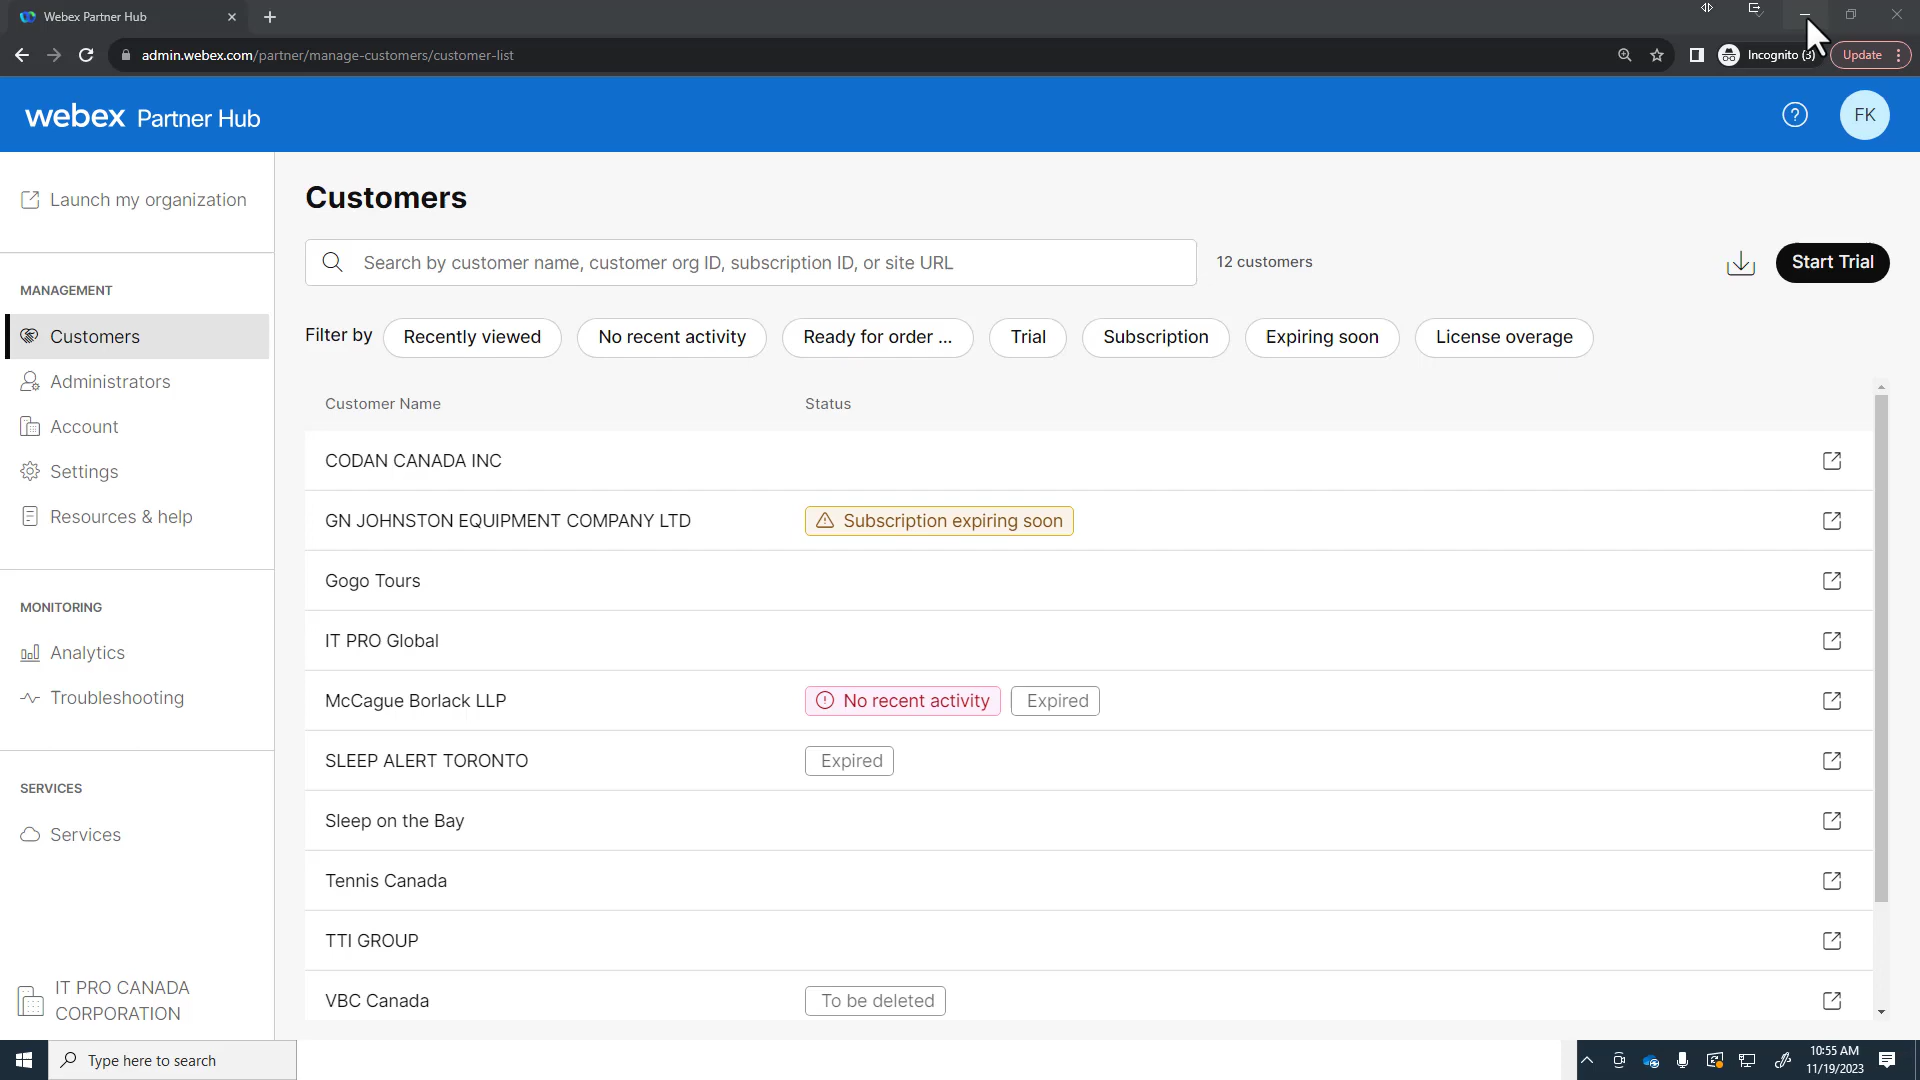 Webex Partner Hub
admin.webex.com/partner/manage-customers/customer-list
Incognito (3)
Update
webex Partner Hub
?
FK
Launch my organization
MANAGEMENT
Customers
Administrators
Account
Settings
Resources & help
MONITORING
Analytics
Troubleshooting
SERVICES
Services
IT PRO CANADA
CORPORATION
Customers
Search by customer name, customer org ID, subscription ID, or site URL
12 customers
Start Trial
Filter by
Recently viewed
No recent activity
Ready for order ...
Trial
Subscription
Expiring soon
License overage
Customer Name Status
CODAN CANADA INC
GN JOHNSTON EQUIPMENT COMPANY LTD Subscription expiring soon
Gogo Tours
IT PRO Global
McCague Borlack LLP No recent activity Expired
SLEEP ALERT TORONTO Expired
Sleep on the Bay
Tennis Canada
TTI GROUP
VBC Canada To be deleted
Type here to search
10:55 AM
11/19/2023